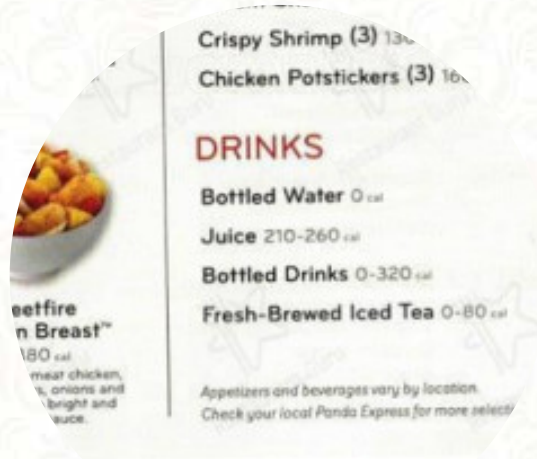 Crispy Shrimp (3)
Chicken Potstickers (3)
DRINKS
Bottled Water 0 cal
Juice 210-260 cal
Bottled Drinks 0-320 cal
Fresh-Brewed Iced Tea 0-80 cal
Appetizers and beverages vary by location.
Check your local Panda Express for more
eetfire
n Breast™
380 cal
meat chicken,
s, onions and
bright and
auce.